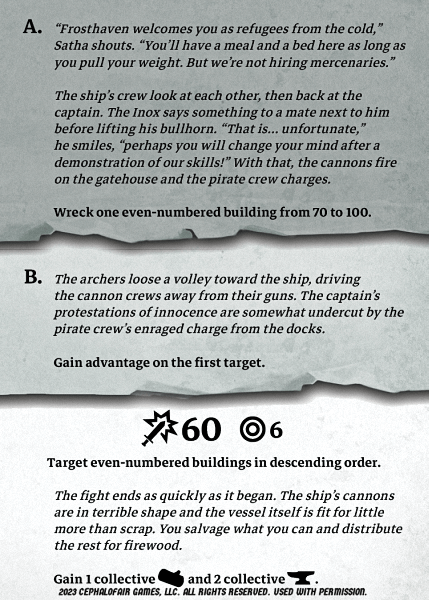 A. “Frosthaven welcomes you as refugees from the cold,”
Satha shouts. “You’ll have a meal and a bed here as long as
you pull your weight. But we’re not hiring mercenaries.”
The ship’s crew look at each other, then back at the
captain. The Inox says something to a mate next to him
before lifting his bullhorn. “That is... unfortunate,”
he smiles, “perhaps you will change your mind after a
demonstration of our skills!” With that, the cannons fire
on the gatehouse and the pirate crew charges.
Wreck one even-numbered building from 70 to 100.
B. The archers loose a volley toward the ship, driving
the cannon crews away from their guns. The captain’s
protestations of innocence are somewhat undercut by the
pirate crew’s enraged charge from the docks.
Gain advantage on the first target.
60 6
Target even-numbered buildings in descending order.
The fight ends as quickly as it began. The ship’s cannons
are in terrible shape and the vessel itself is fit for little
more than scrap. You salvage what you can and distribute
the rest for firewood.
Gain 1 collective and 2 collective .
2023 CEPHALOFAIR GAMES, LLC. ALL RIGHTS RESERVED. USED WITH PERMISSION.